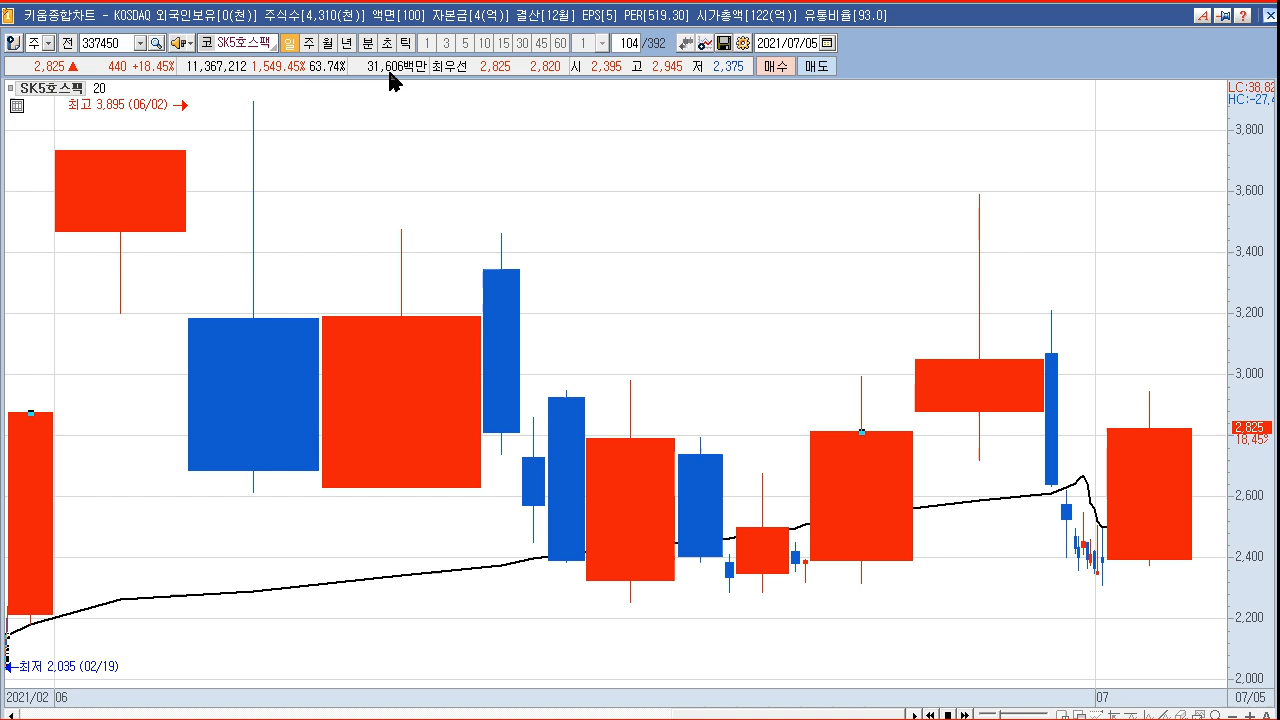 키움종합차트 - KOSDAQ 외국인보유[0(천)] 주식수[4,310(천)] 액면[100] 자본금[4(억)] 결산[12월] EPS[5] PER[519.30] 시가총액[122(억)] 유통비율[93.0]
주 전 337450 코 SK5호스팩 일 주 월 년 분 초 틱 1 3 5 10 15 30 45 60 1 104 /392 2021/07/05
2,825 ▲ 440 +18.45% 11,367,212 1,549.45% 63.74% 31,606백만 최우선 2,825 2,820 시 2,395 고 2,945 저 2,375 매수 매도
SK5호스팩 20
LC:38,82
HC:-27,4
최고 3,895 (06/02) →
3,800
3,600
3,400
3,200
3,000
2,825
18,45%
2,600
2,400
2,200
2,000
←최저 2,035 (02/19)
2021/02 06 07 07/05